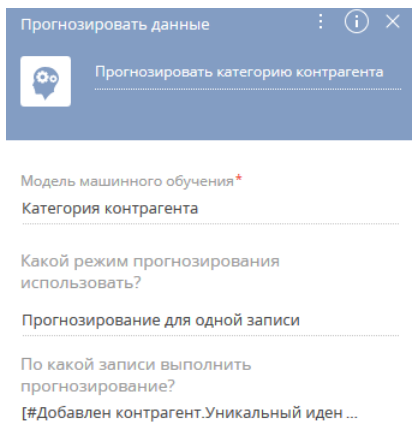 Прогнозировать данные
Прогнозировать категорию контрагента
Модель машинного обучения*
Категория контрагента
Какой режим прогнозирования
использовать?
Прогнозирование для одной записи
По какой записи выполнить
прогнозирование?
[#Добавлен контрагент.Уникальный иден ...